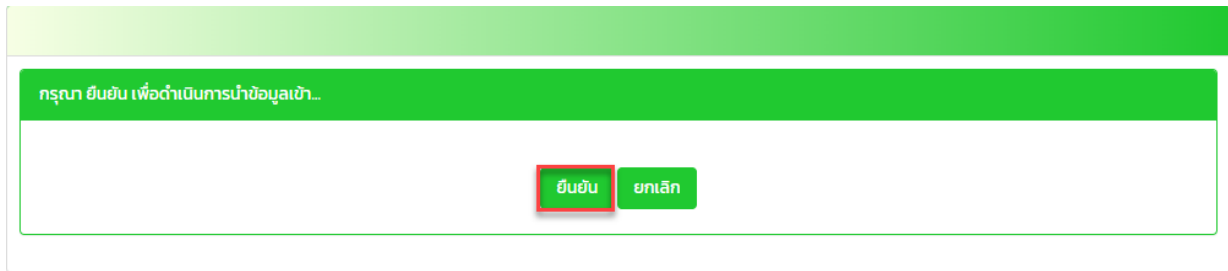 กรุณา ยืนยัน เพื่อดำเนินการนำข้อมูลเข้า...
ยืนยัน ยกเลิก